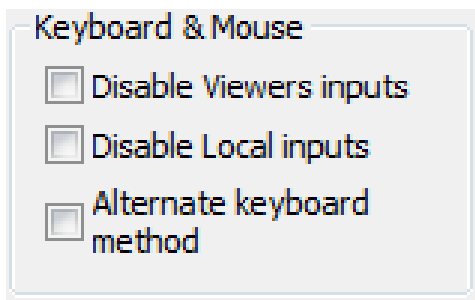 Keyboard & Mouse
Disable Viewers inputs
Disable Local inputs
Alternate keyboard
method